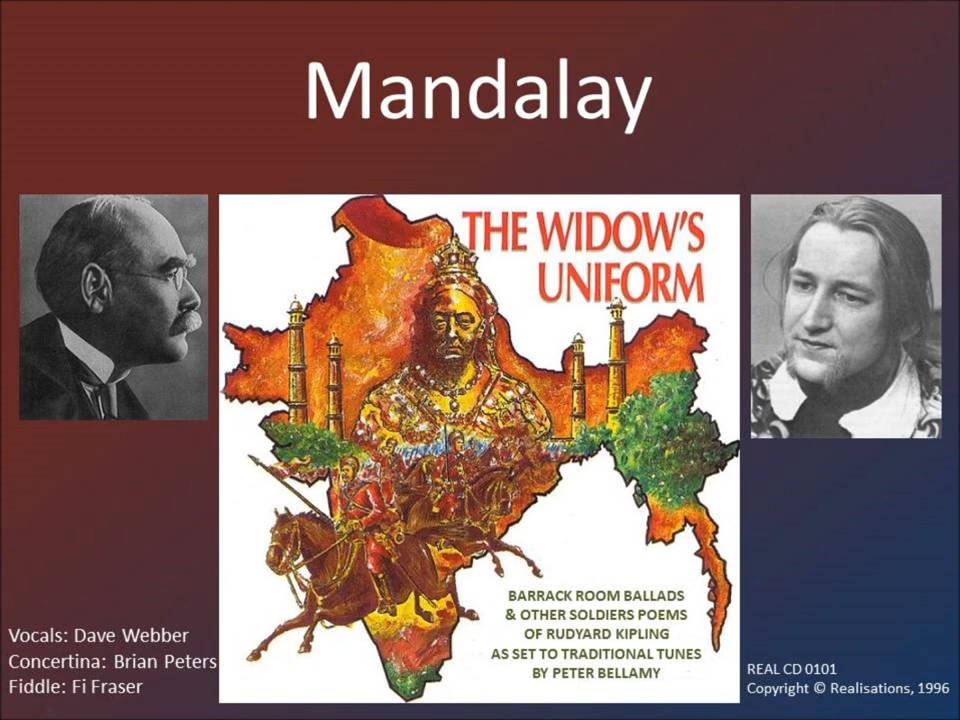 Mandalay
THE WIDOW'S
UNIFORM
BARRACK ROOM BALLADS
& OTHER SOLDIERS POEMS
OF RUDYARD KIPLING
AS SET TO TRADITIONAL TUNES
BY PETER BELLAMY
Vocals: Dave Webber
Concertina: Brian Peters
Fiddle: Fi Fraser
REAL CD 0101
Copyright © Realisations, 1996